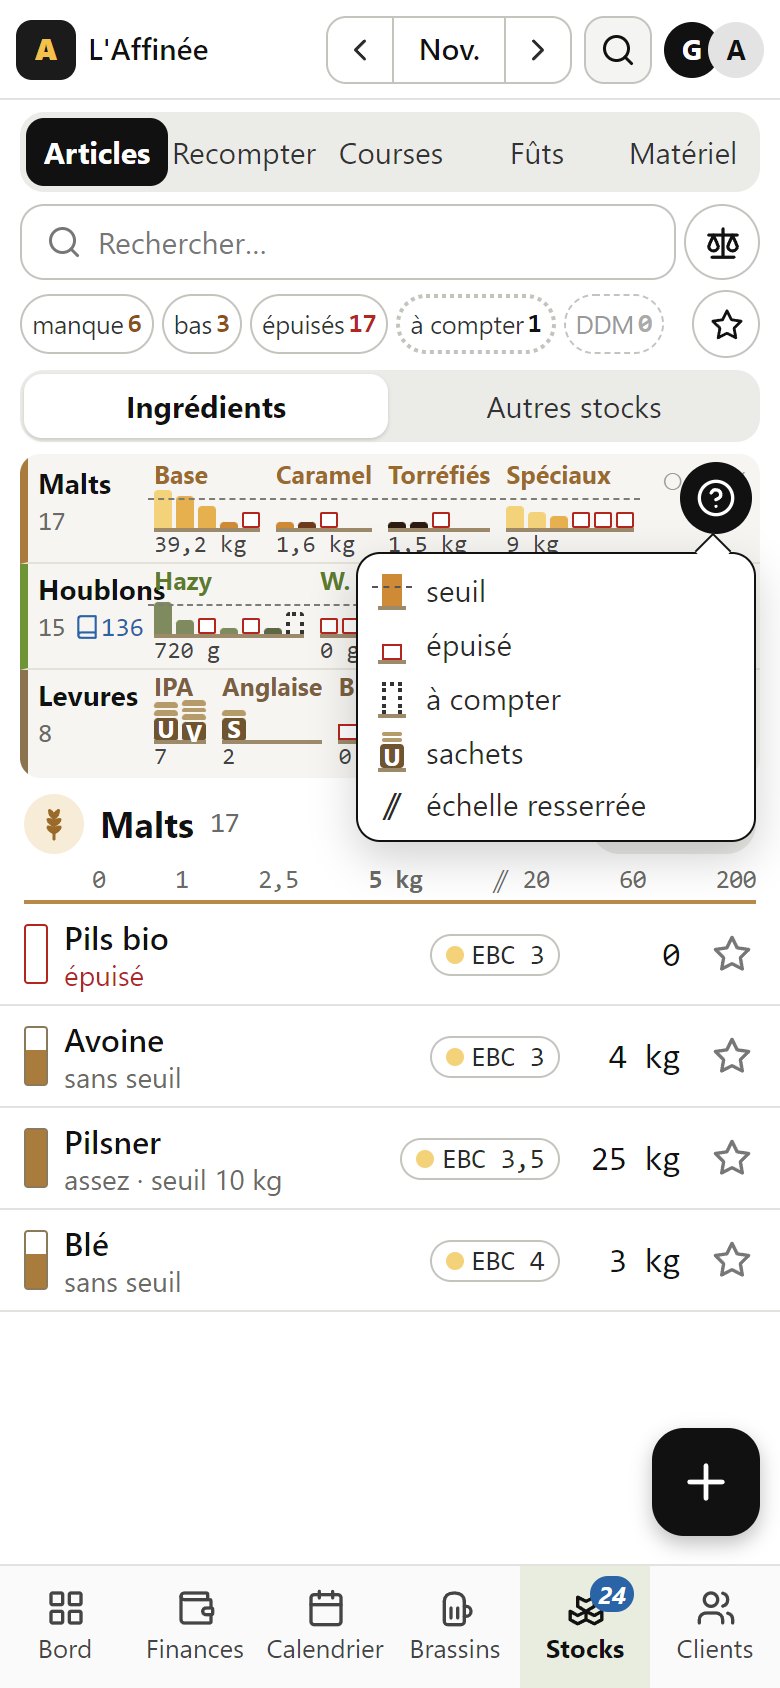 A L'Affinée Nov. G A
Articles Recompter Courses Fûts Matériel
Rechercher...
manque 6 bas 3 épuisés 17 à compter 1 DDM 0
Ingrédients Autres stocks
Malts Base Caramel Torréfiés Spéciaux
17
39,2 kg 1,6 kg 1,5 kg 9 kg
Houblons Hazy W.
15 136
720 g 0 g
Levures IPA Anglaise B
8 U V S
7 2 0
seuil
épuisé
à compter
U sachets
// échelle resserrée
Malts 17
0 1 2,5 5 kg // 20 60 200
Pils bio EBC 3 0
épuisé
Avoine EBC 3 4 kg
sans seuil
Pilsner EBC 3,5 25 kg
assez · seuil 10 kg
Blé EBC 4 3 kg
sans seuil
24
Bord Finances Calendrier Brassins Stocks Clients